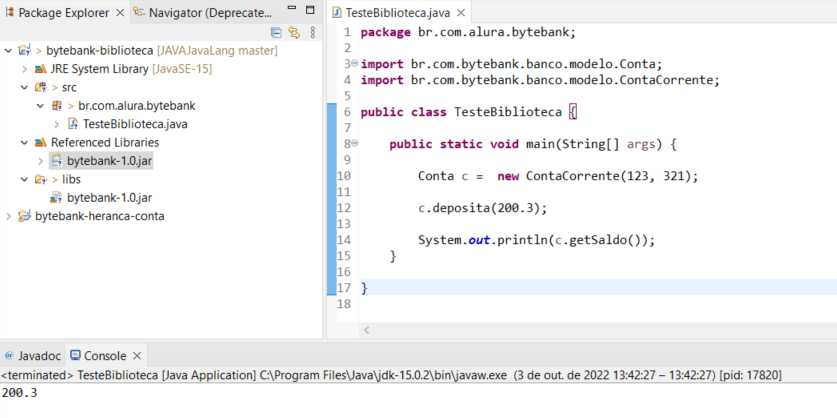 Package Explorer
Navigator (Deprecate...
bytebank-biblioteca [JAVAJavaLang master]
JRE System Library [JavaSE-15]
src
br.com.alura.bytebank
TesteBiblioteca.java
Referenced Libraries
bytebank-1.0.jar
libs
bytebank-1.0.jar
bytebank-heranca-conta
TesteBiblioteca.java
1 package br.com.alura.bytebank;
2
3 import br.com.bytebank.banco.modelo.Conta;
4 import br.com.bytebank.banco.modelo.ContaCorrente;
5
6 public class TesteBiblioteca {
7
8 public static void main(String[] args) {
9
10 Conta c =  new ContaCorrente(123, 321);
11
12 c.deposita(200.3);
13
14 System.out.println(c.getSaldo());
15 }
16
17 }
18
Javadoc
Console
<terminated> TesteBiblioteca [Java Application] C:\Program Files\Java\jdk-15.0.2\bin\javaw.exe (3 de out. de 2022 13:42:27 – 13:42:27) [pid: 17820]
200.3